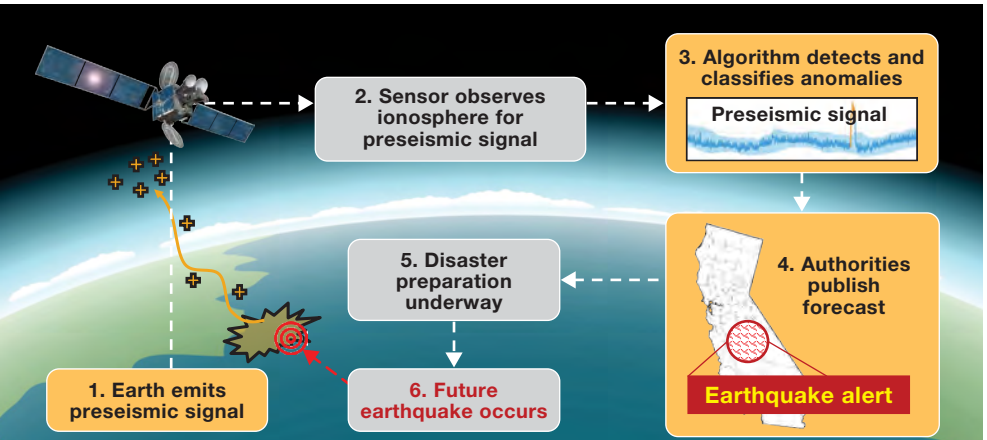 1. Earth emits
preseismic signal
2. Sensor observes
ionosphere for
preseismic signal
3. Algorithm detects and
classifies anomalies
Preseismic signal
4. Authorities
publish
forecast
Earthquake alert
5. Disaster
preparation
underway
6. Future
earthquake occurs